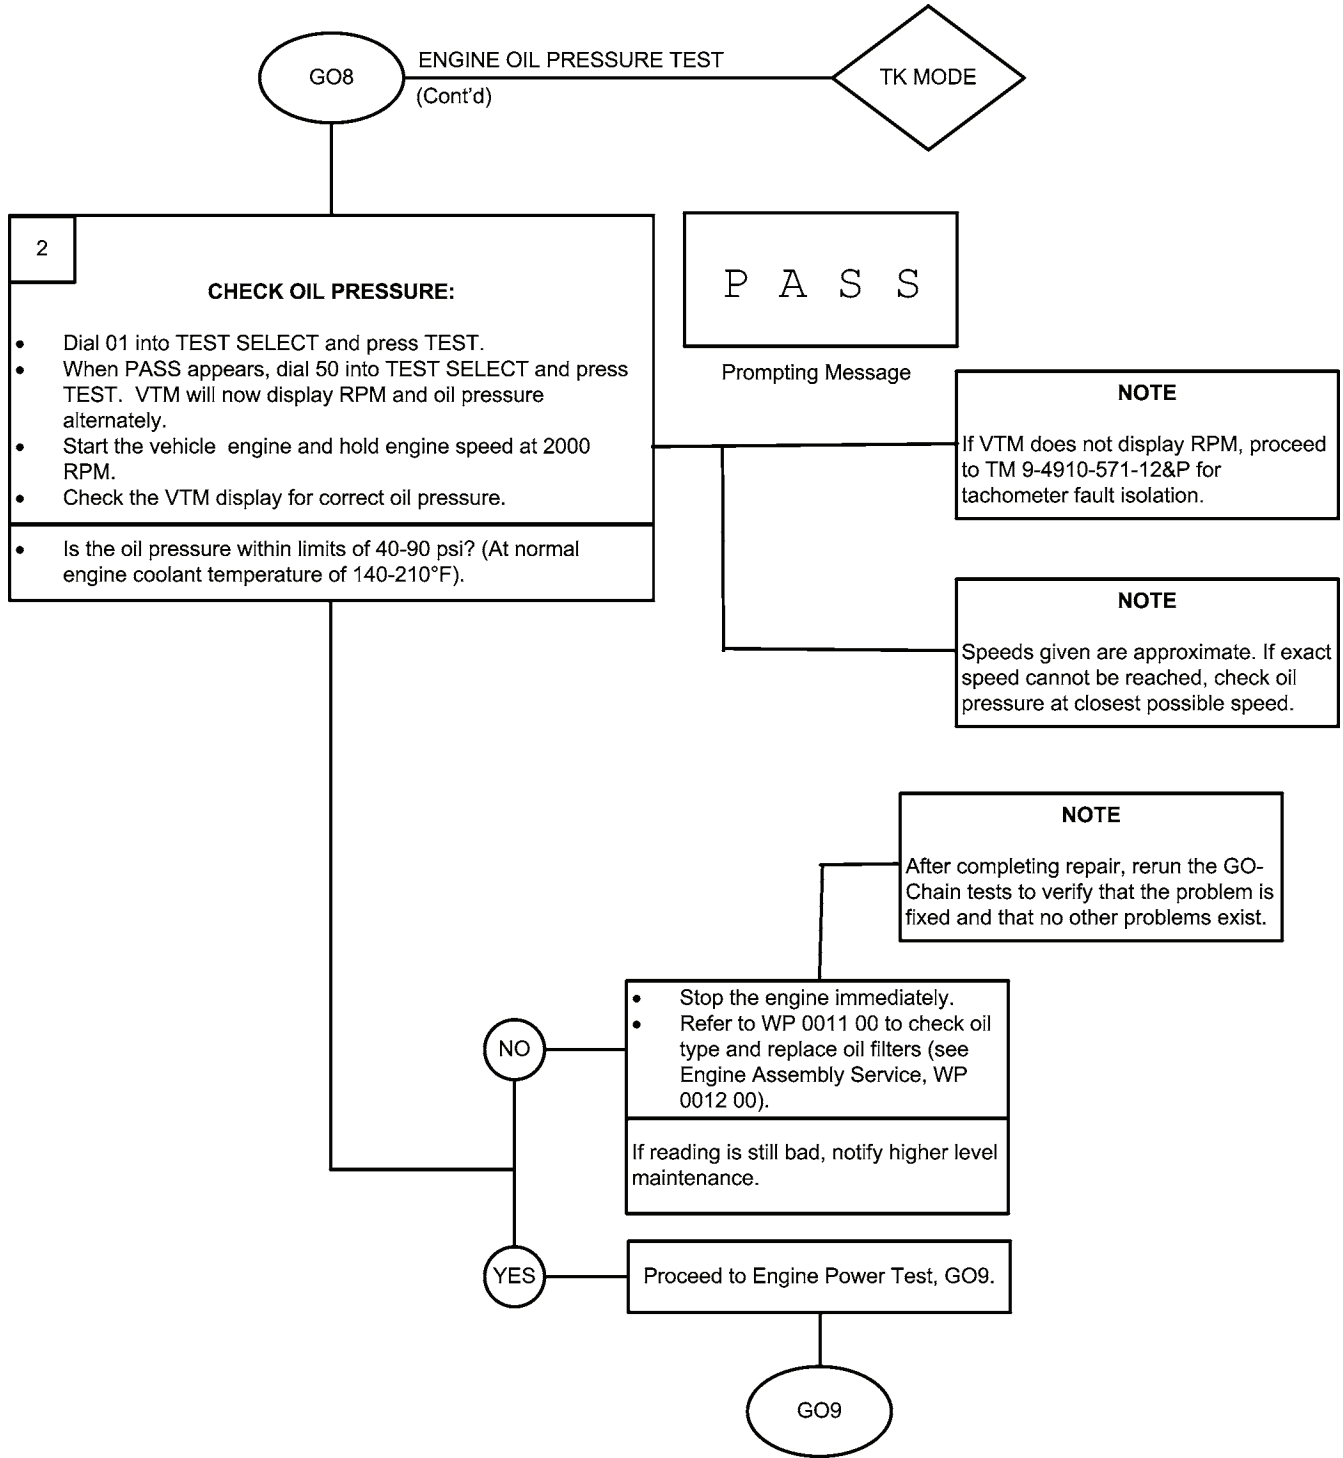 GO8
ENGINE OIL PRESSURE TEST
(Cont'd)
TK MODE
2
CHECK OIL PRESSURE:
• Dial 01 into TEST SELECT and press TEST.
• When PASS appears, dial 50 into TEST SELECT and press
TEST. VTM will now display RPM and oil pressure
alternately.
• Start the vehicle engine and hold engine speed at 2000
RPM.
• Check the VTM display for correct oil pressure.
• Is the oil pressure within limits of 40-90 psi? (At normal
engine coolant temperature of 140-210°F).
P A S S
Prompting Message
NOTE
If VTM does not display RPM, proceed
to TM 9-4910-571-12&P for
tachometer fault isolation.
NOTE
Speeds given are approximate. If exact
speed cannot be reached, check oil
pressure at closest possible speed.
NOTE
After completing repair, rerun the GO-
Chain tests to verify that the problem is
fixed and that no other problems exist.
NO
• Stop the engine immediately.
• Refer to WP 0011 00 to check oil
type and replace oil filters (see
Engine Assembly Service, WP
0012 00).
If reading is still bad, notify higher level
maintenance.
YES
Proceed to Engine Power Test, GO9.
GO9